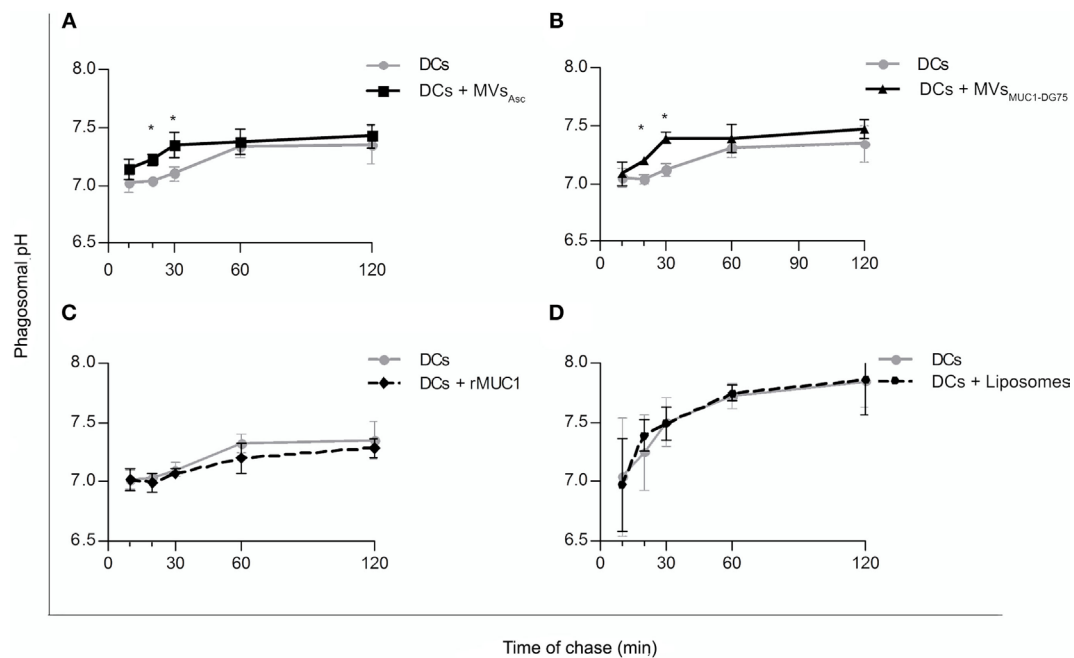 A
DCs
DCs + MVsAsc
8.0
7.5
7.0
6.5
* *
0 30 60 120
B
DCs
DCs + MVsMUC1-DG75
8.0
7.5
7.0
6.5
* *
0 30 60 90 120
C
DCs
DCs + rMUC1
8.0
7.5
7.0
6.5
0 30 60 120
D
DCs
DCs + Liposomes
8.0
7.5
7.0
6.5
0 30 60 120
Phagosomal pH
Time of chase (min)